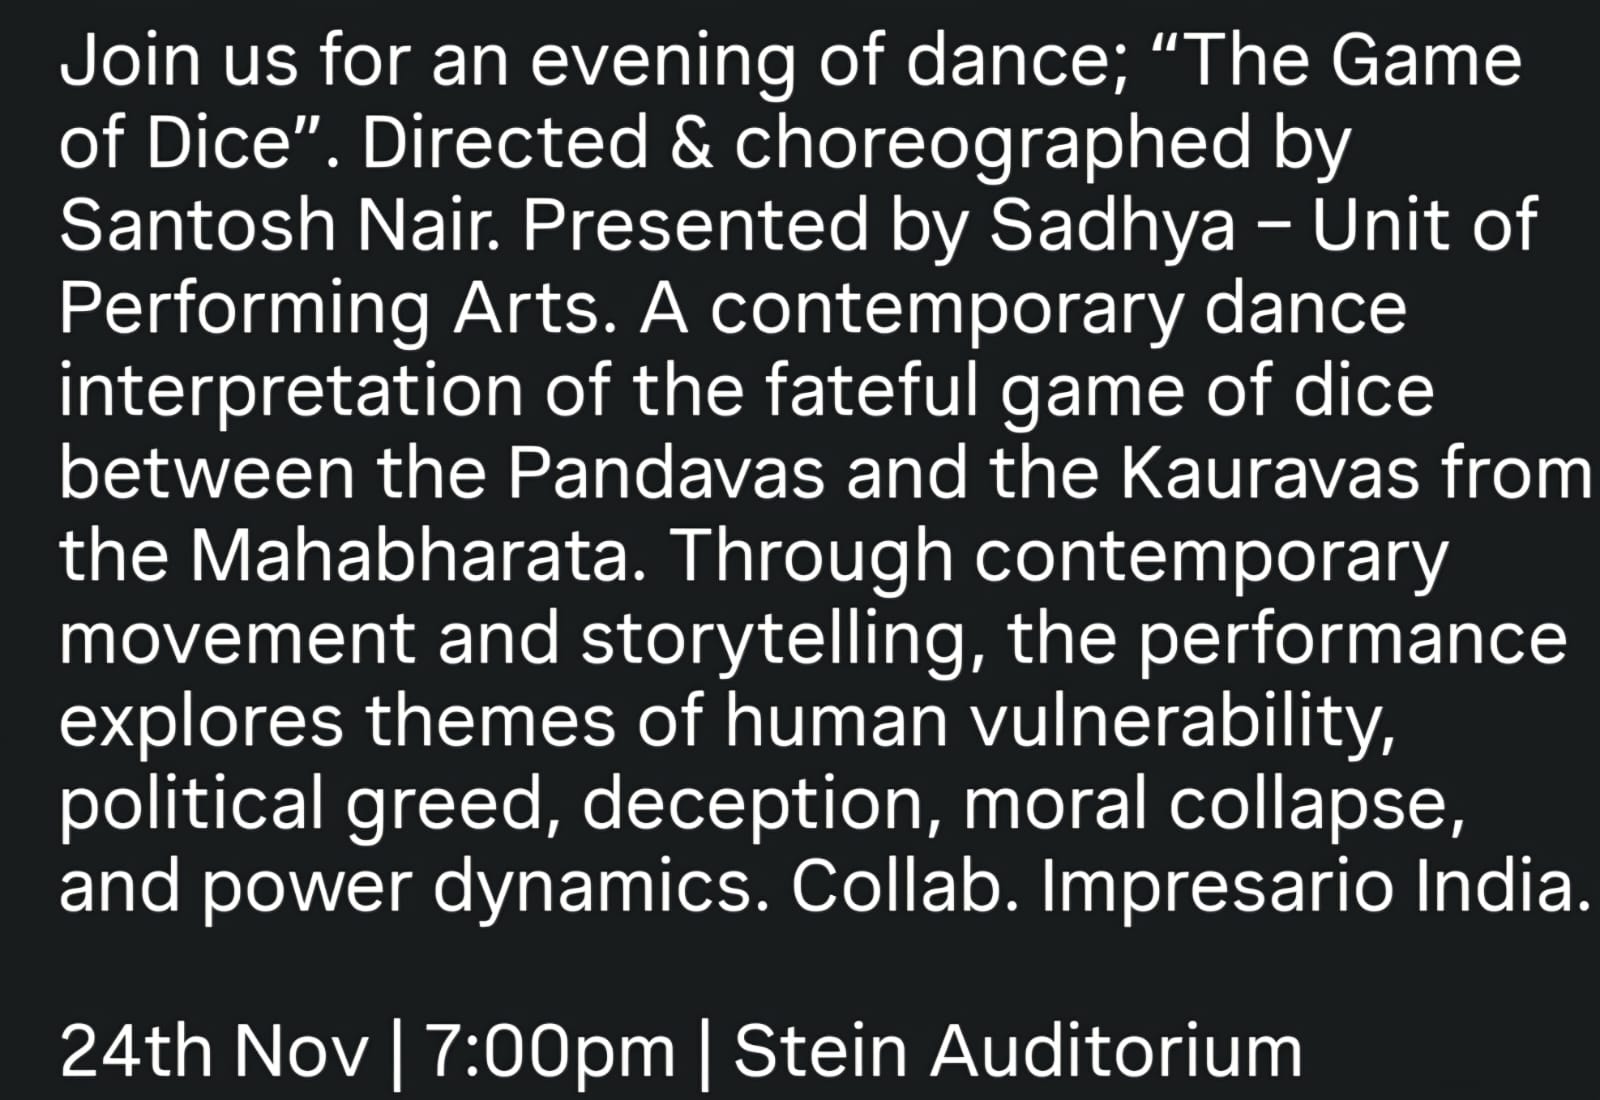 Join us for an evening of dance; “The Game
of Dice”. Directed & choreographed by
Santosh Nair. Presented by Sadhya – Unit of
Performing Arts. A contemporary dance
interpretation of the fateful game of dice
between the Pandavas and the Kauravas from
the Mahabharata. Through contemporary
movement and storytelling, the performance
explores themes of human vulnerability,
political greed, deception, moral collapse,
and power dynamics. Collab. Impresario India.
24th Nov | 7:00pm | Stein Auditorium